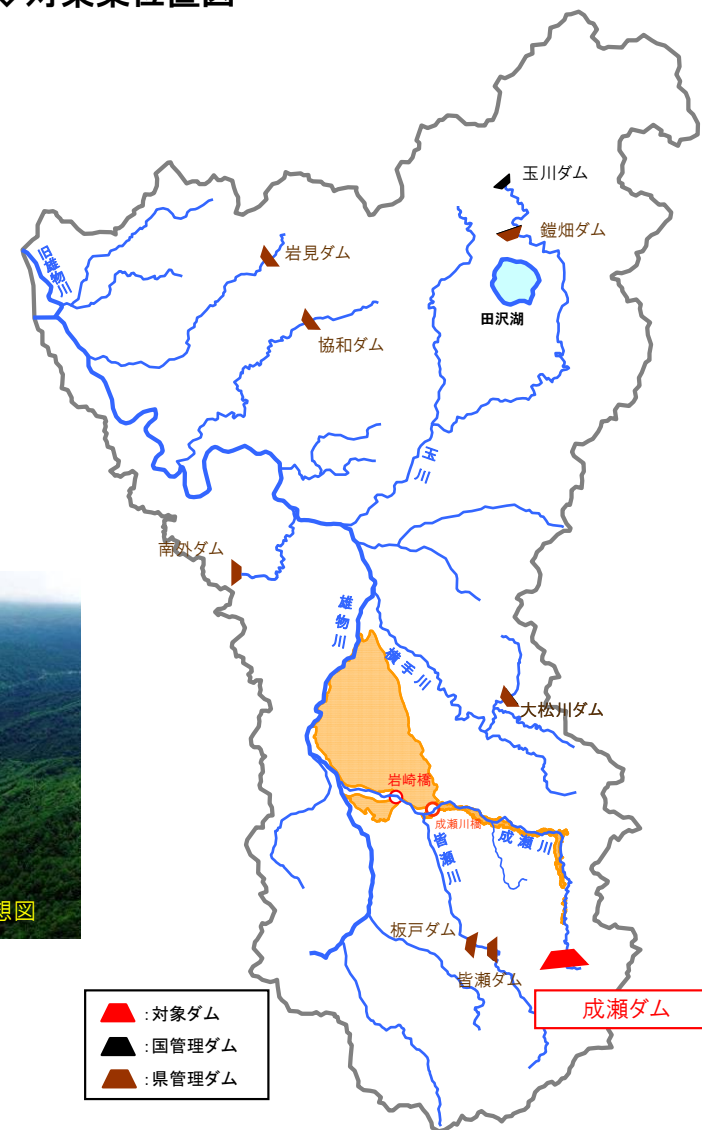 対策案位置図
玉川ダム
鎧畑ダム
田沢湖
旧雄物川
岩見ダム
協和ダム
玉川
南外ダム
雄物川
横手川
大松川ダム
岩崎橋
成瀬川橋
皆瀬川
成瀬川
板戸ダム
皆瀬ダム
成瀬ダム
想図
:対象ダム
:国管理ダム
:県管理ダム